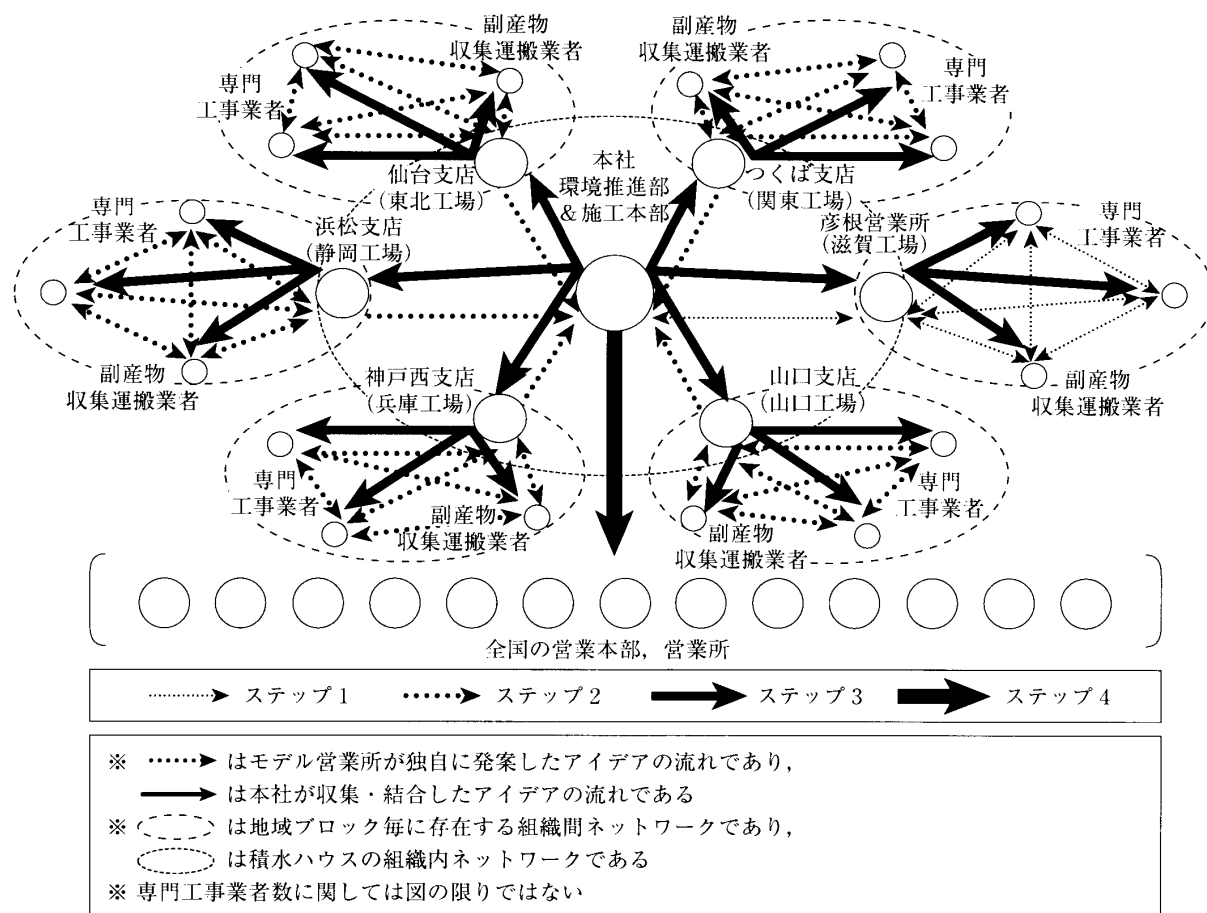 副産物
収集運搬業者
専門
工事業者
仙台支店
(東北工場)
副産物
収集運搬業者
専門
工事業者
つくば支店
(関東工場)
本社
環境推進部
&施工本部
専門
工事業者
浜松支店
(静岡工場)
副産物
収集運搬業者
彦根営業所
(滋賀工場)
専門
工事業者
副産物
収集運搬業者
神戸西支店
(兵庫工場)
専門
工事業者
副産物
収集運搬業者
山口支店
(山口工場)
専門
工事業者
副産物
収集運搬業者
全国の営業本部，営業所
ステップ1 ステップ2 ステップ3 ステップ4
※ はモデル営業所が独自に発案したアイデアの流れであり，
は本社が収集・結合したアイデアの流れである
※ は地域ブロック毎に存在する組織間ネットワークであり，
は積水ハウスの組織内ネットワークである
※ 専門工事業者数に関しては図の限りではない